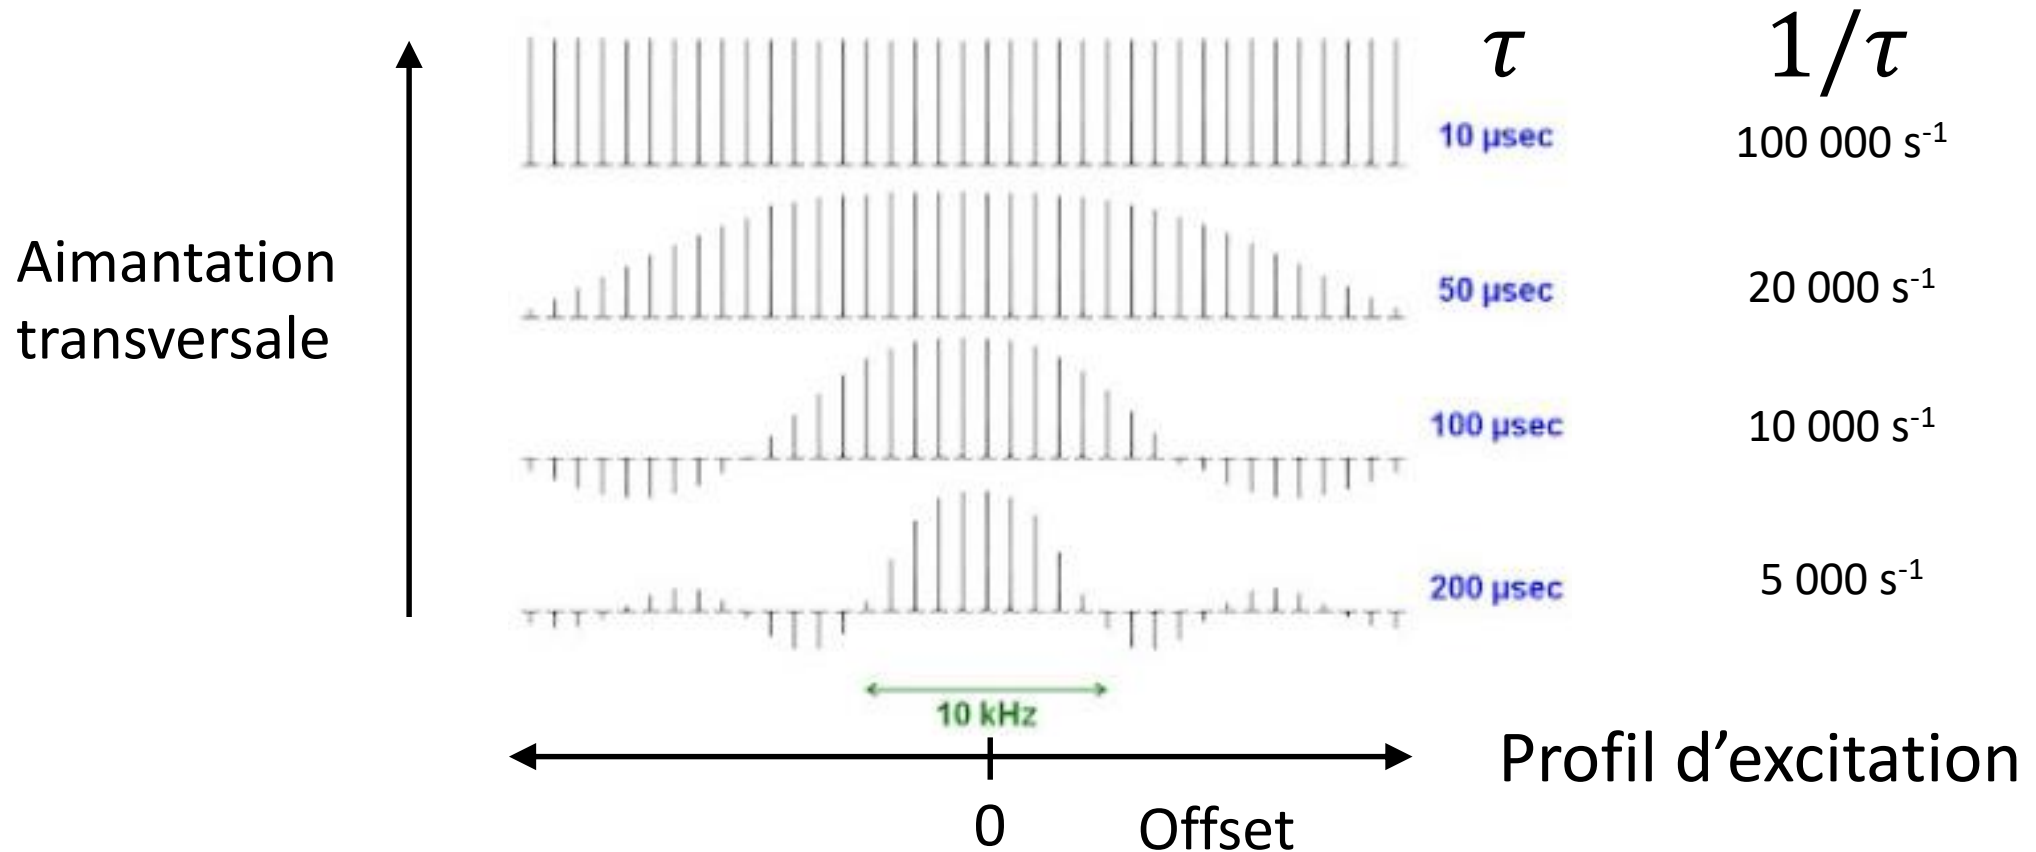 τ 1/τ
10 µsec 100 000 s-1
Aimantation
transversale
50 µsec 20 000 s-1
100 µsec 10 000 s-1
200 µsec 5 000 s-1
10 kHz
Profil d’excitation
0 Offset